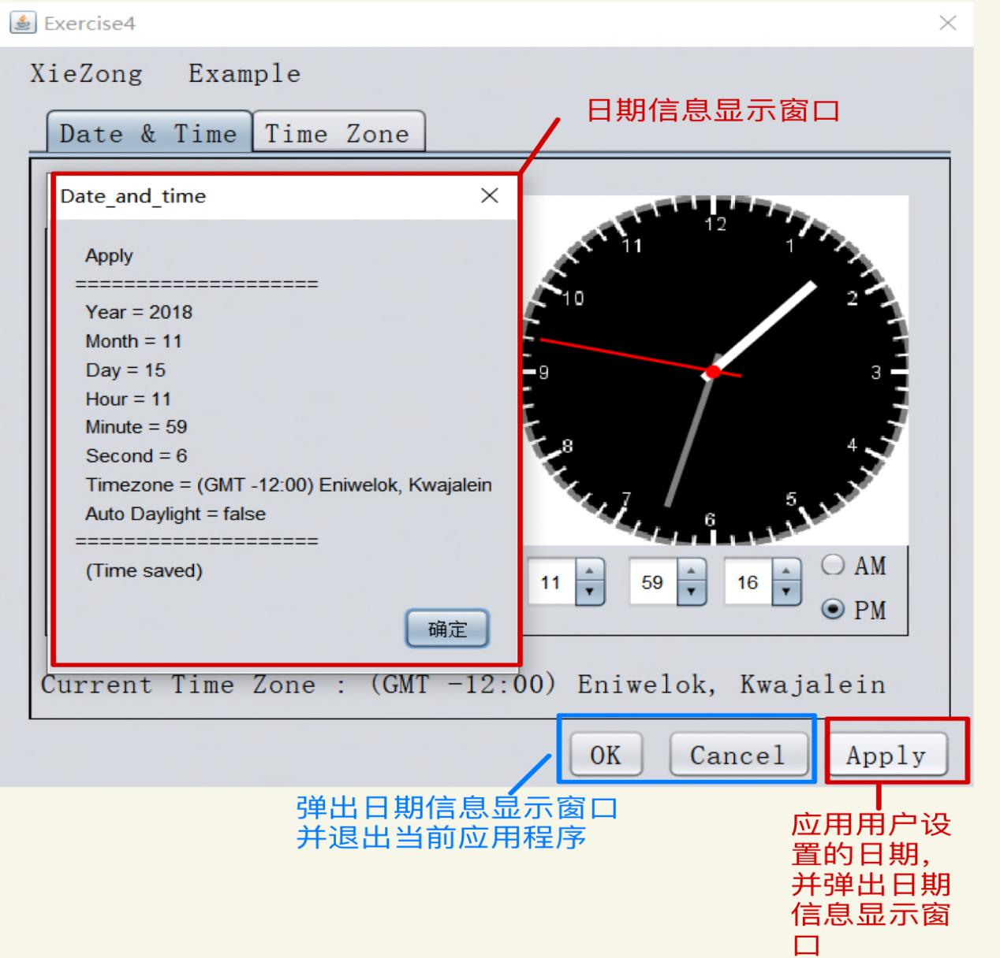 Exercise4
XieZong Example
日期信息显示窗口
Date & Time Time Zone
Date_and_time
Apply
====================
Year = 2018
Month = 11
Day = 15
Hour = 11
Minute = 59
Second = 6
Timezone = (GMT -12:00) Eniwelok, Kwajalein
Auto Daylight = false
====================
(Time saved)
确定
12
11 1
10 2
9 3
8 4
7 5
6
11 59 16 AM
PM
Current Time Zone : (GMT -12:00) Eniwelok, Kwajalein
OK Cancel Apply
弹出日期信息显示窗口
并退出当前应用程序
应用用户设
置的日期,
并弹出日期
信息显示窗
口